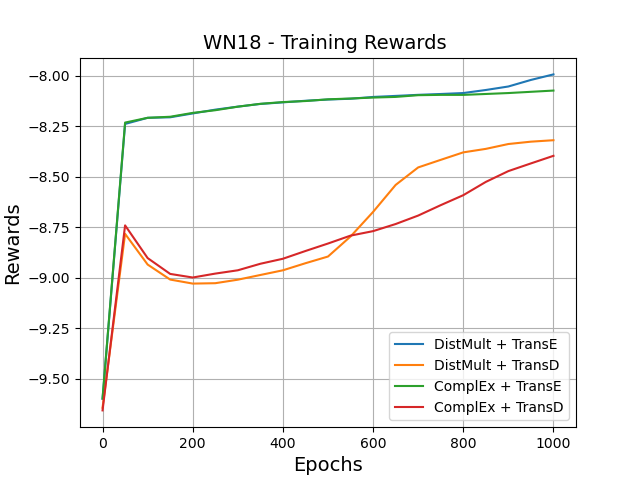 WN18 - Training Rewards
Rewards
−8.00
−8.25
−8.50
−8.75
−9.00
−9.25
−9.50
0
200
400
600
800
1000
Epochs
DistMult + TransE
DistMult + TransD
ComplEx + TransE
ComplEx + TransD